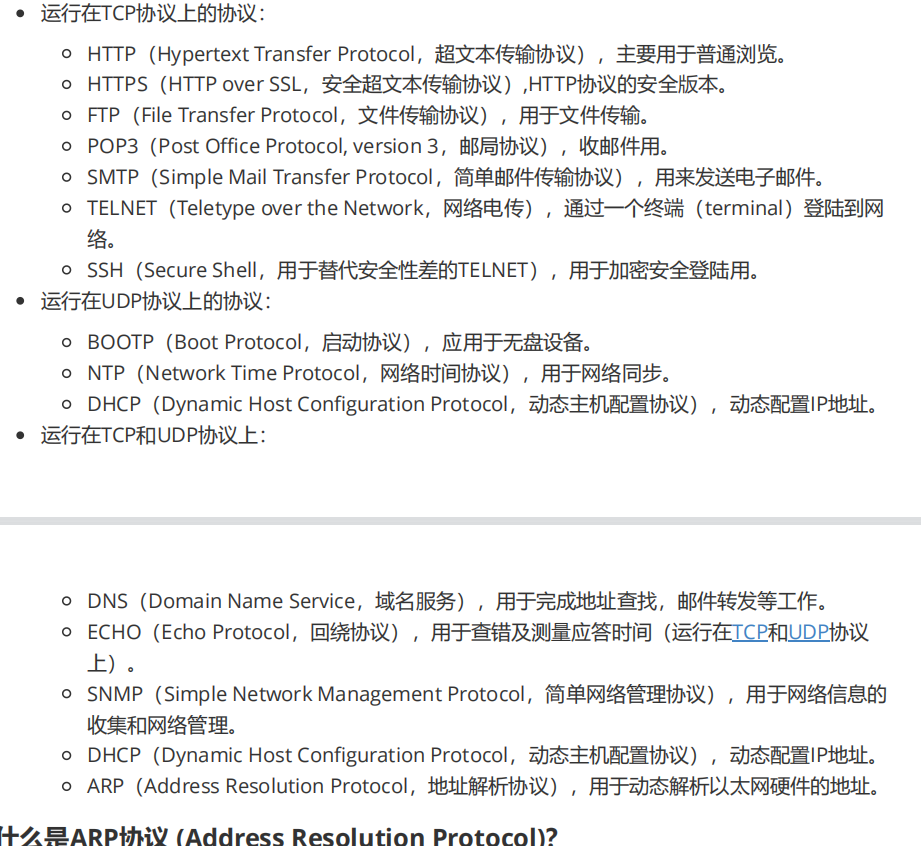 运行在TCP协议上的协议：
HTTP（Hypertext Transfer Protocol，超文本传输协议），主要用于普通浏览。
HTTPS（HTTP over SSL，安全超文本传输协议）,HTTP协议的安全版本。
FTP（File Transfer Protocol，文件传输协议），用于文件传输。
POP3（Post Office Protocol, version 3，邮局协议），收邮件用。
SMTP（Simple Mail Transfer Protocol，简单邮件传输协议），用来发送电子邮件。
TELNET（Teletype over the Network，网络电传），通过一个终端（terminal）登陆到网
络。
SSH（Secure Shell，用于替代安全性差的TELNET），用于加密安全登陆用。
运行在UDP协议上的协议：
BOOTP（Boot Protocol，启动协议），应用于无盘设备。
NTP（Network Time Protocol，网络时间协议），用于网络同步。
DHCP（Dynamic Host Configuration Protocol，动态主机配置协议），动态配置IP地址。
运行在TCP和UDP协议上：
DNS（Domain Name Service，域名服务），用于完成地址查找，邮件转发等工作。
ECHO（Echo Protocol，回绕协议），用于查错及测量应答时间（运行在TCP和UDP协议
上）。
SNMP（Simple Network Management Protocol，简单网络管理协议），用于网络信息的
收集和网络管理。
DHCP（Dynamic Host Configuration Protocol，动态主机配置协议），动态配置IP地址。
ARP（Address Resolution Protocol，地址解析协议），用于动态解析以太网硬件的地址。
什么是ARP协议 (Address Resolution Protocol)?